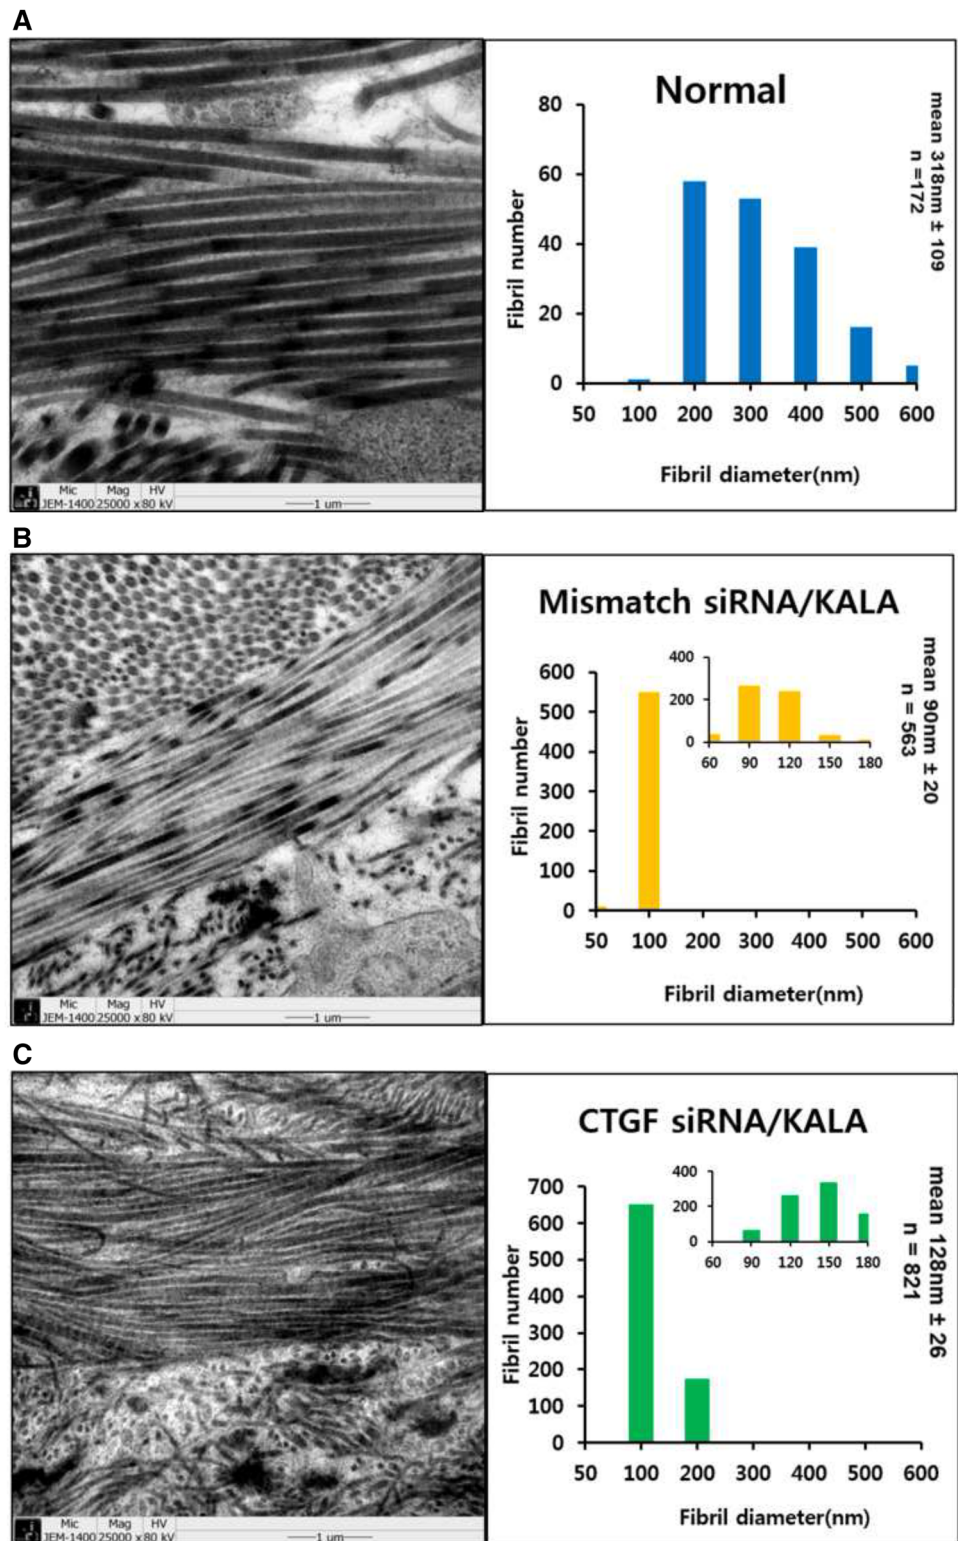 A
Mic Mag HV
JEM-1400 25000 x 80 kV 1 um
Normal
mean 318nm ± 109
n =172
Fibril number
80
60
40
20
0
50 100 200 300 400 500 600
Fibril diameter(nm)
B
Mic Mag HV
JEM-1400 25000 x 80 kV 1 um
Mismatch siRNA/KALA
mean 90nm ± 20
n = 563
Fibril number
600
500
400
300
200
100
0
400
200
0
60 90 120 150 180
50 100 200 300 400 500 600
Fibril diameter(nm)
C
Mic Mag HV
JEM-1400 25000 x 80 kV 1 um
CTGF siRNA/KALA
mean 128nm ± 26
n = 821
Fibril number
700
600
500
400
300
200
100
0
400
200
0
60 90 120 150 180
50 100 200 300 400 500 600
Fibril diameter(nm)